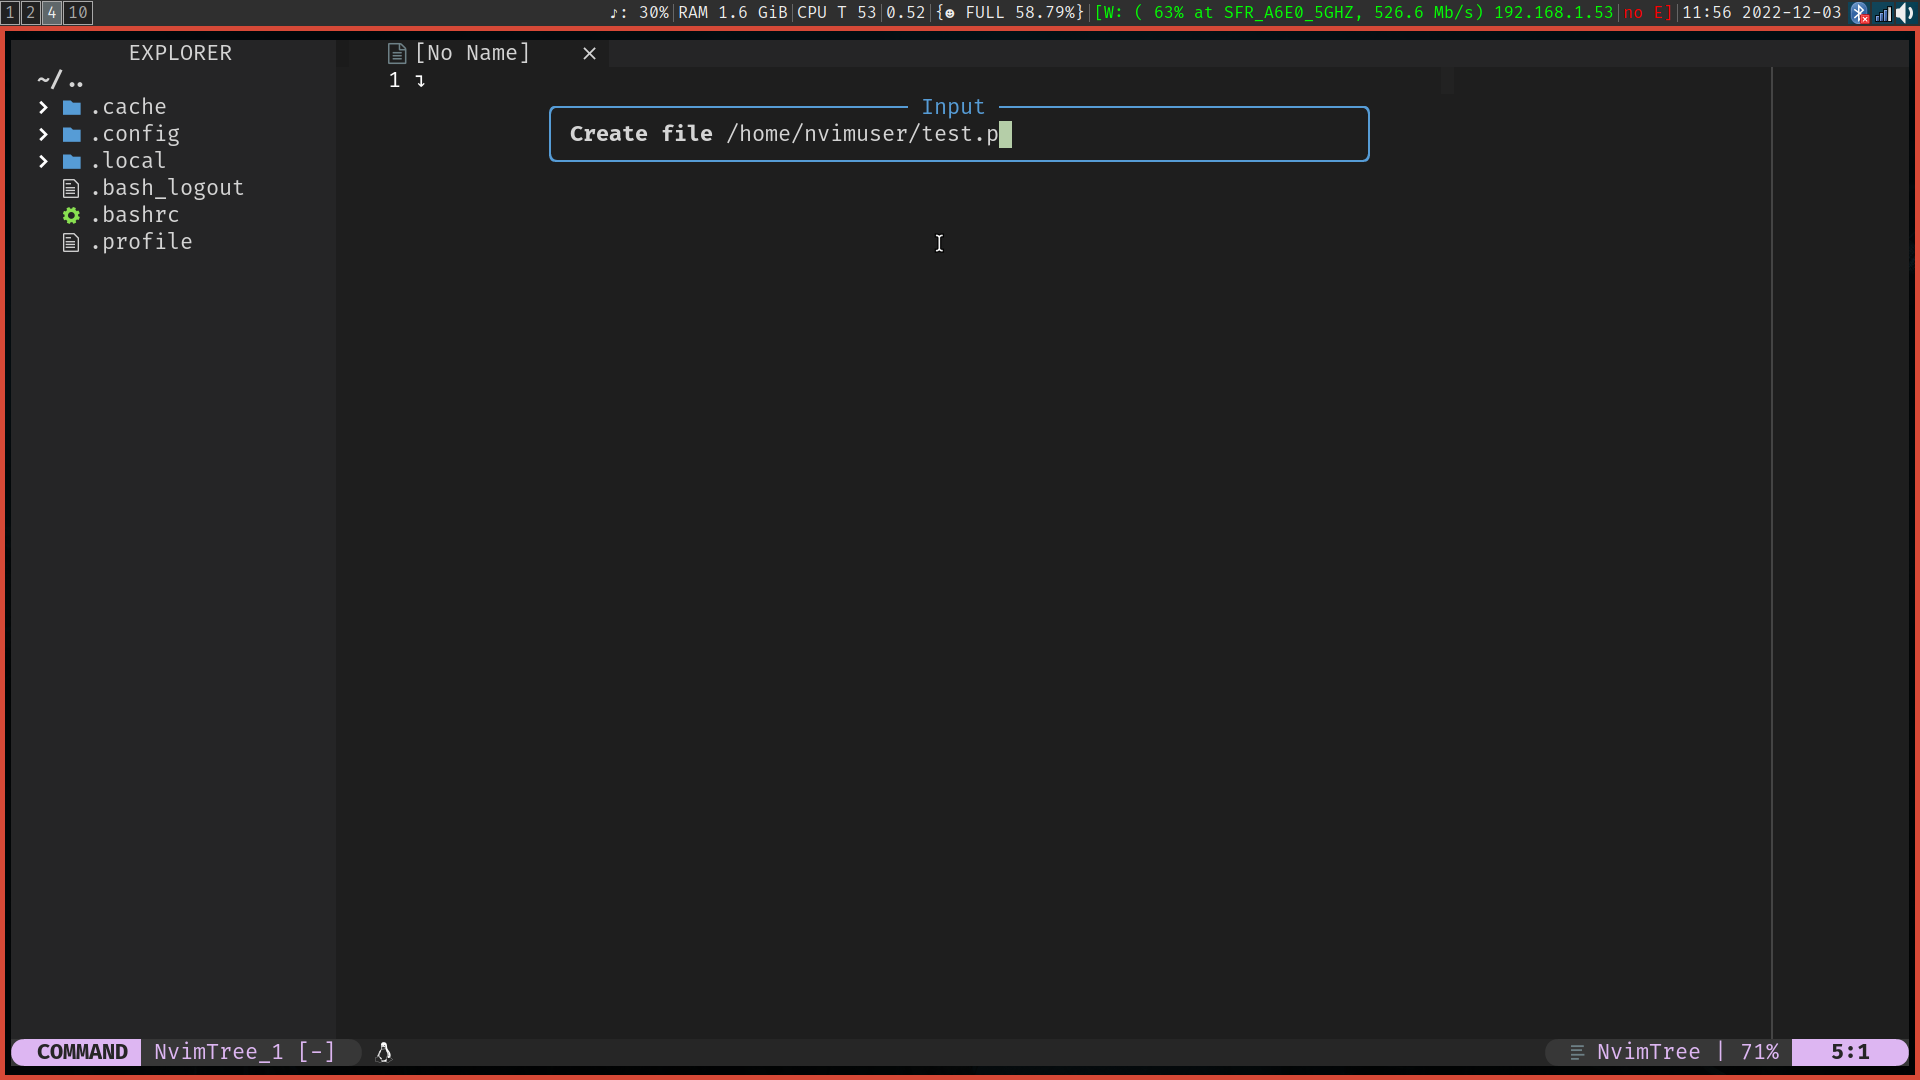 1 2 4 10 ♪: 30%|RAM 1.6 GiB|CPU T 53|0.52|{☻ FULL 58.79%}|[W: ( 63% at SFR_A6E0_5GHZ, 526.6 Mb/s) 192.168.1.53|no E]|11:56 2022-12-03
EXPLORER [No Name] ×
~/..
1 ↴
.cache
Input
.config
Create file /home/nvimuser/test.p
.local
.bash_logout
.bashrc
.profile
COMMAND NvimTree_1 [-] NvimTree | 71% 5:1